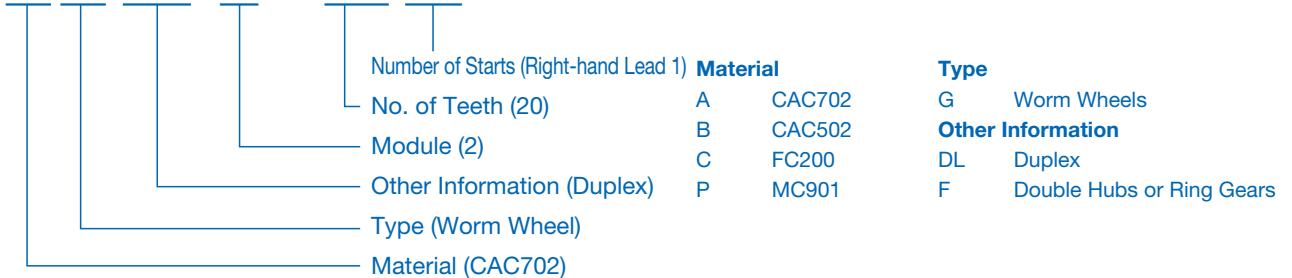 Number of Starts (Right-hand Lead 1)
No. of Teeth (20)
Module (2)
Other Information (Duplex)
Type (Worm Wheel)
Material (CAC702)
Material
A CAC702
B CAC502
C FC200
P MC901
Type
G Worm Wheels
Other Information
DL Duplex
F Double Hubs or Ring Gears